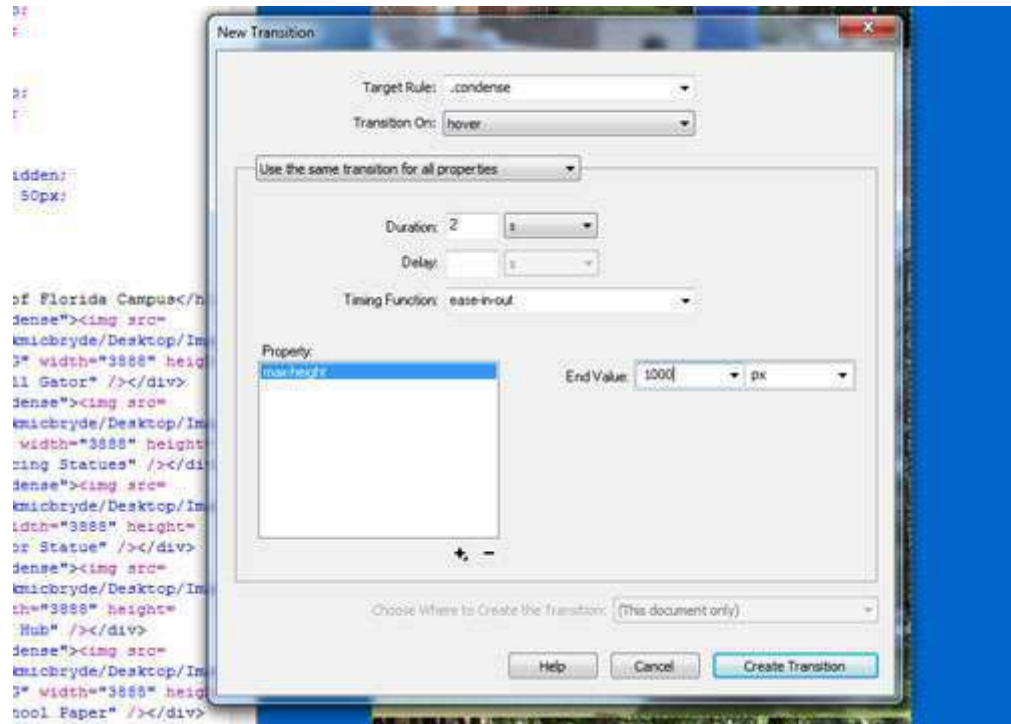 New Transition
Target Rule: .condense
Transition On: hover
Use the same transition for all properties
Duration: 2 s
Delay: s
Timing Function: ease-in-out
Property:
max-height
End Value: 1000 px
Choose Where to Create the Transition: (This document only)
Help Cancel Create Transition
idden;
50px;
of Florida Campus</h
dense"><img src=
kmicbryde/Desktop/Im
G" width="3888" heig
ll Gator" /></div>
dense"><img src=
kmicbryde/Desktop/Im
width="3888" height
cing Statues" /></di
dense"><img src=
kmicbryde/Desktop/Im
idth="3888" height=
or Statue" /></div>
dense"><img src=
kmicbryde/Desktop/Im
th="3888" height=
Hub" /></div>
dense"><img src=
kmicbryde/Desktop/Im
G" width="3888" heig
hool Paper" /></div>